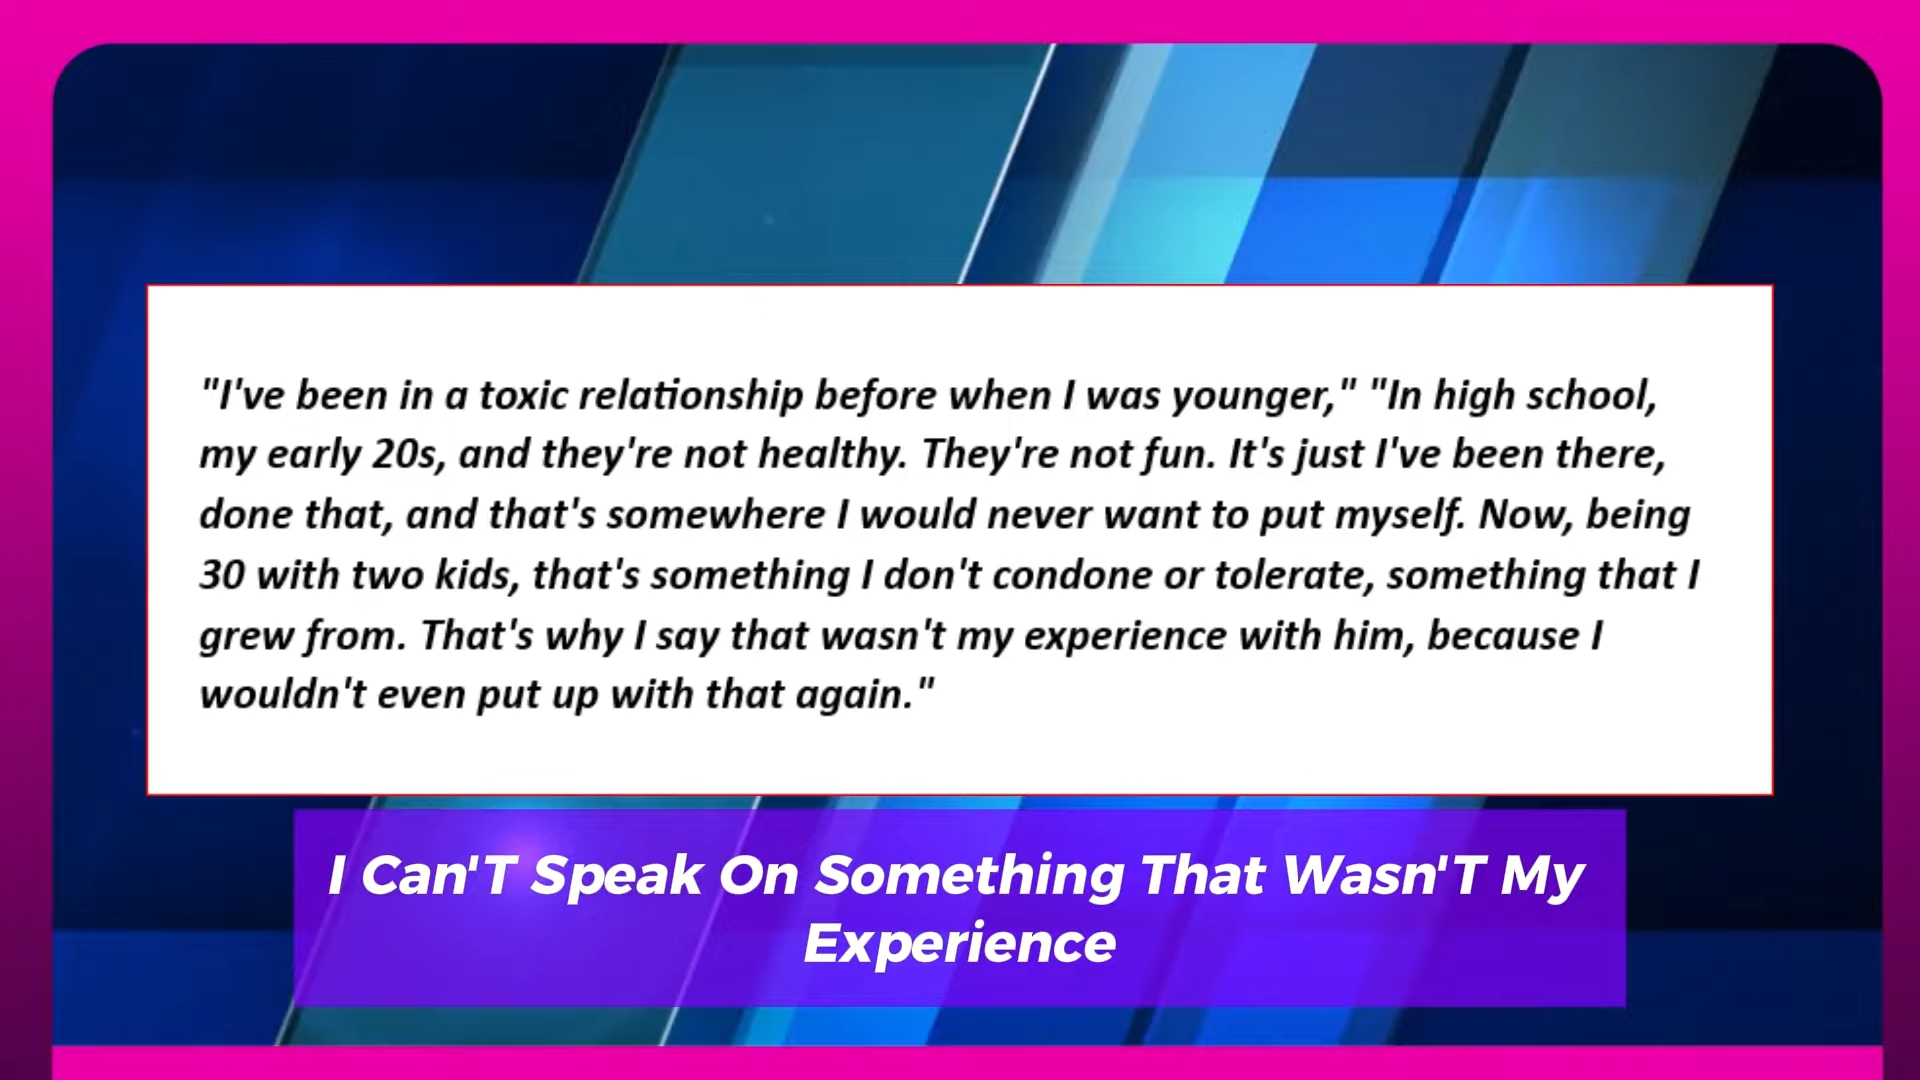 "I've been in a toxic relationship before when I was younger," "In high school,
my early 20s, and they're not healthy. They're not fun. It's just I've been there,
done that, and that's somewhere I would never want to put myself. Now, being
30 with two kids, that's something I don't condone or tolerate, something that I
grew from. That's why I say that wasn't my experience with him, because I
wouldn't even put up with that again."
I Can'T Speak On Something That Wasn'T My
Experience